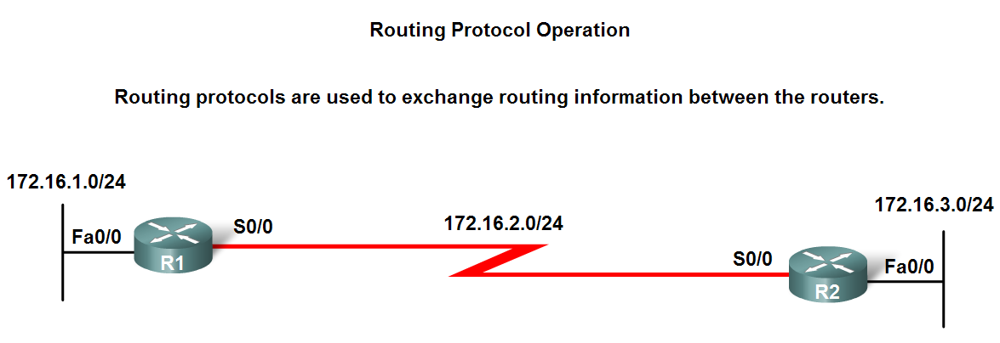 Routing Protocol Operation
Routing protocols are used to exchange routing information between the routers.
172.16.1.0/24
172.16.3.0/24
172.16.2.0/24
Fa0/0
S0/0
R1
S0/0
Fa0/0
R2